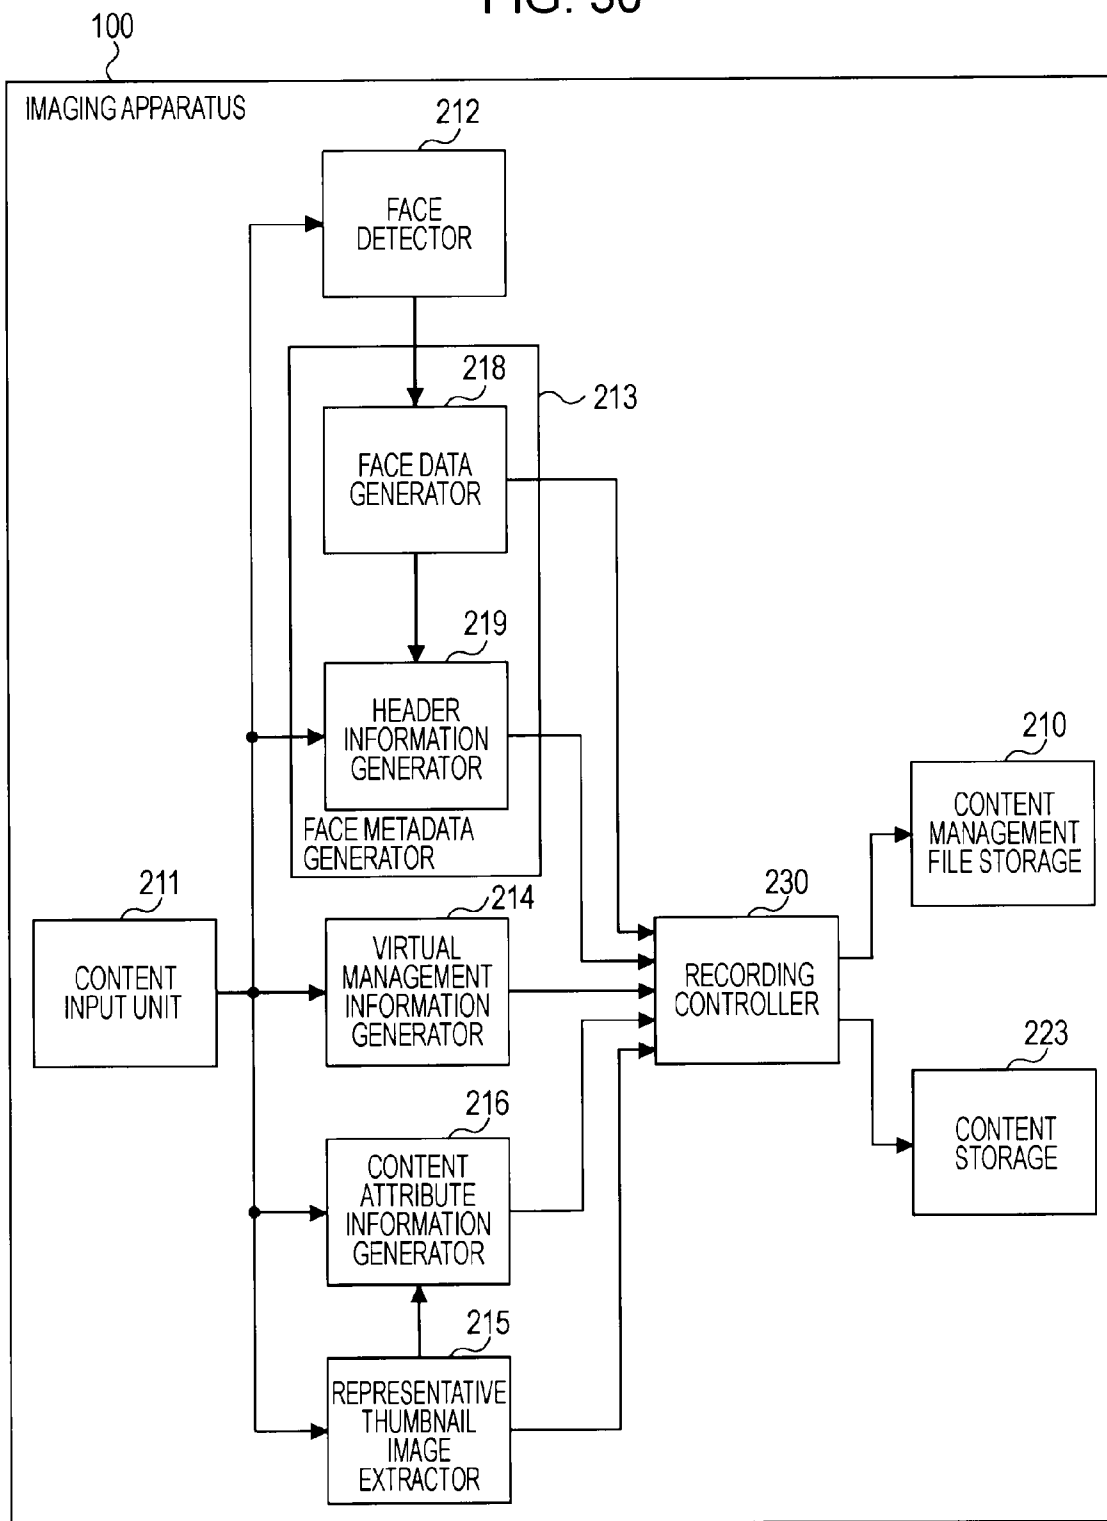 FIG. 30
100
IMAGING APPARATUS
212
FACE
DETECTOR
218
213
FACE DATA
GENERATOR
219
HEADER
INFORMATION
GENERATOR
FACE METADATA
GENERATOR
210
CONTENT
MANAGEMENT
FILE STORAGE
211
CONTENT
INPUT UNIT
214
VIRTUAL
MANAGEMENT
INFORMATION
GENERATOR
230
RECORDING
CONTROLLER
223
CONTENT
STORAGE
216
CONTENT
ATTRIBUTE
INFORMATION
GENERATOR
215
REPRESENTATIVE
THUMBNAIL
IMAGE
EXTRACTOR